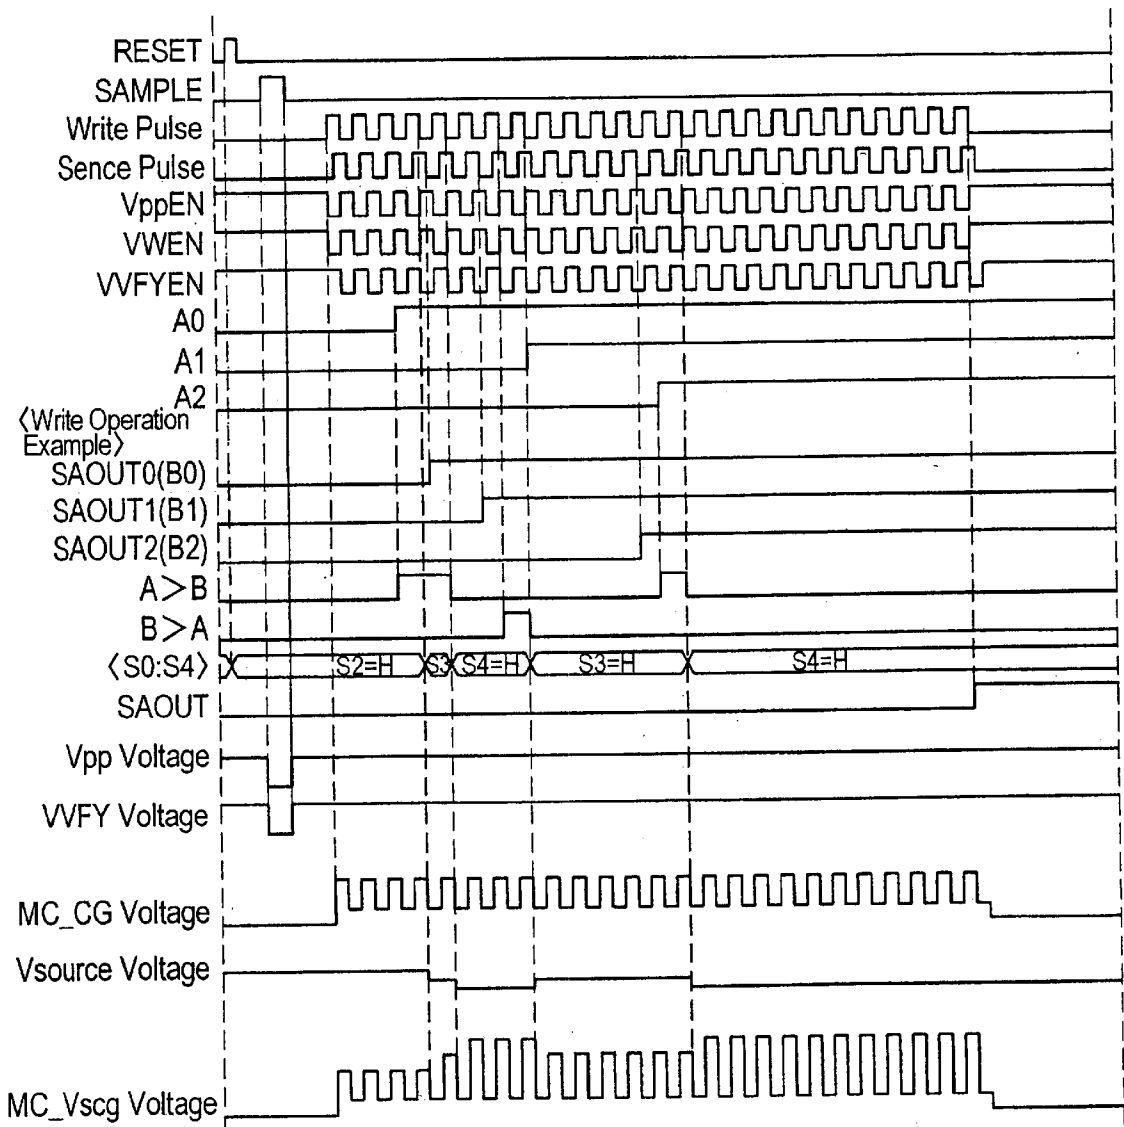 RESET
SAMPLE
Write Pulse
Sence Pulse
VppEN
VWEN
VVFYEN
A0
A1
A2
〈Write Operation
Example〉
SAOUT0(B0)
SAOUT1(B1)
SAOUT2(B2)
A>B
B>A
〈S0:S4〉 S2=H S3 S4=H S3=H S4=H
SAOUT
Vpp Voltage
VVFY Voltage
MC_CG Voltage
Vsource Voltage
MC_Vscg Voltage